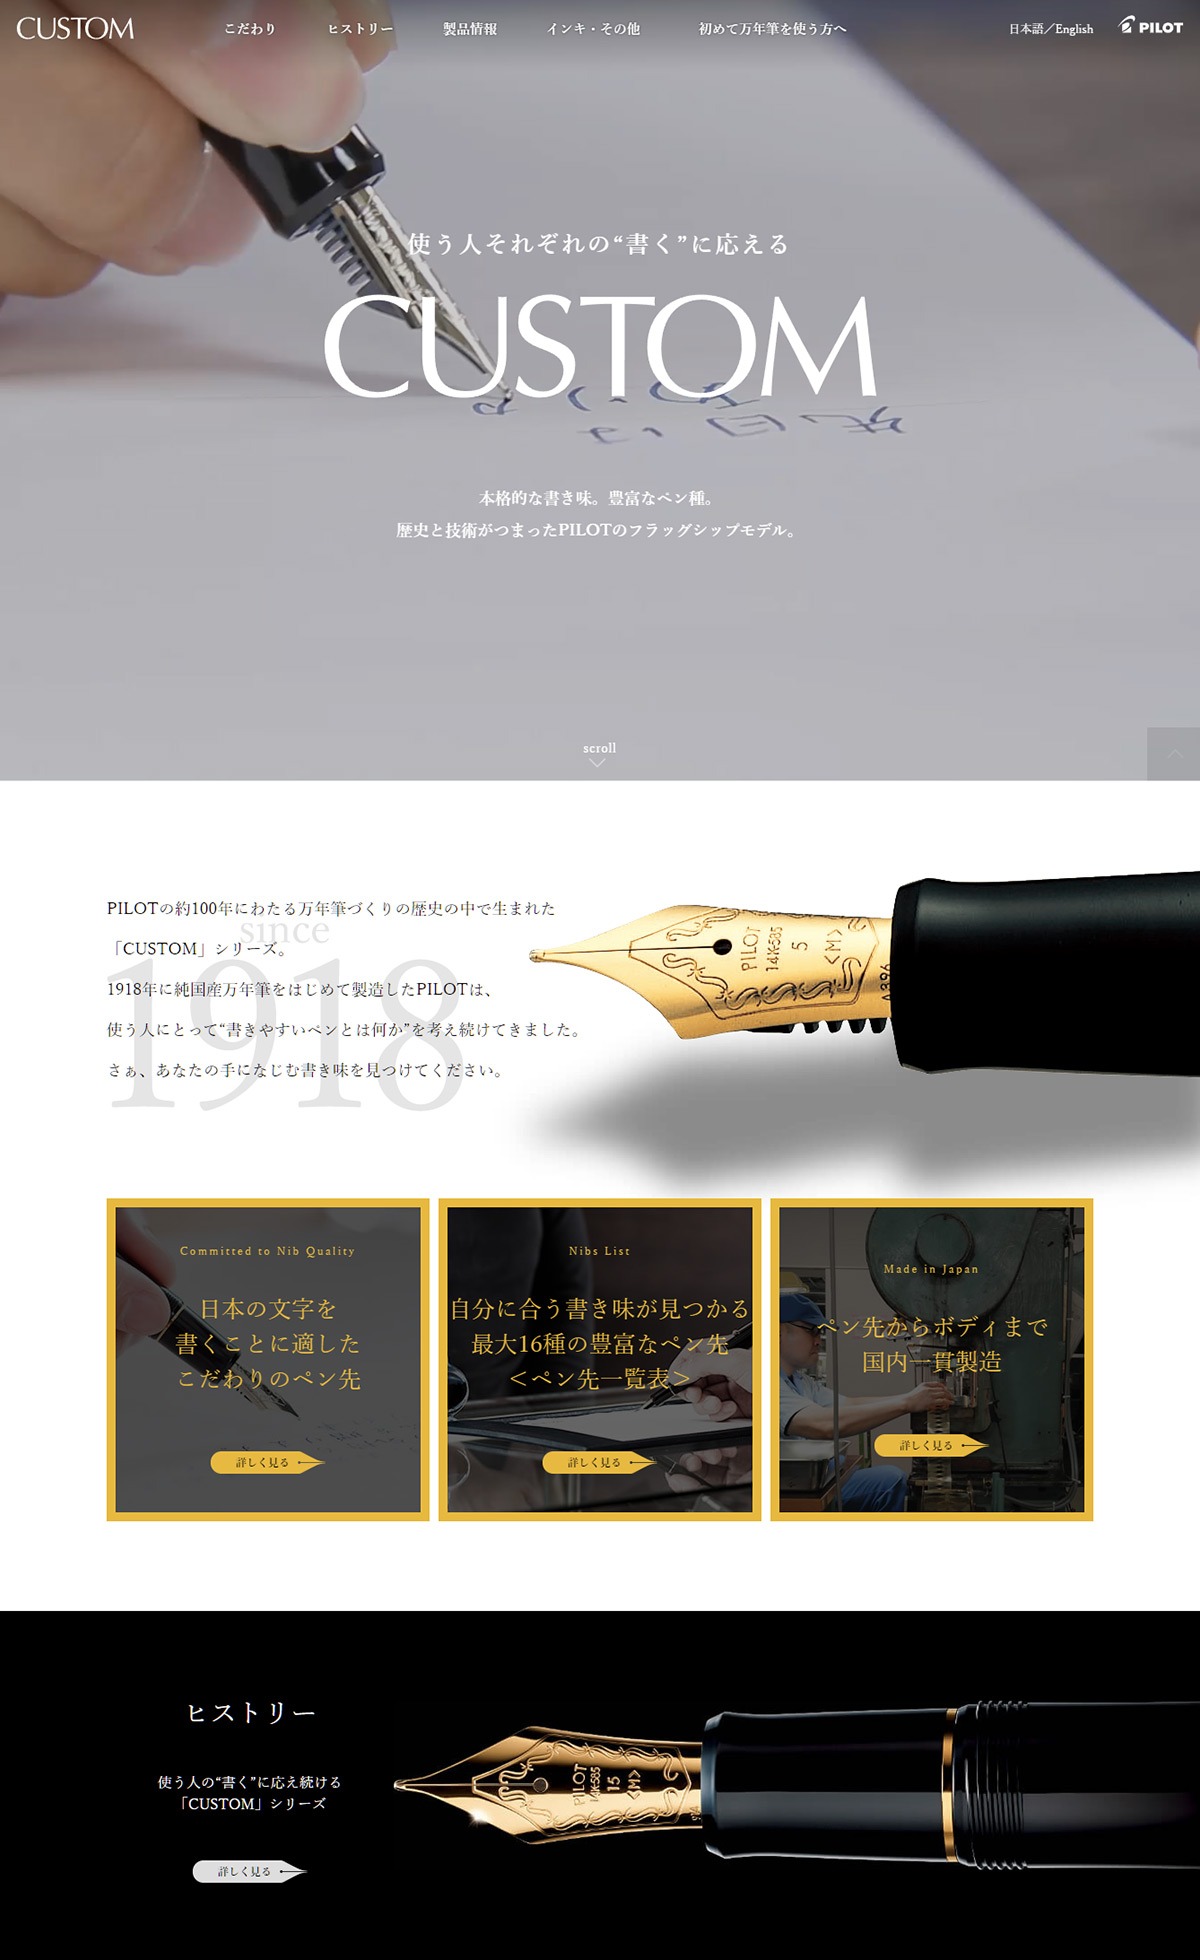 CUSTOM
こだわり
ヒストリー
製品情報
インキ・その他
初めて万年筆を使う方へ
日本語／English
PILOT
使う人それぞれの“書く”に応える
CUSTOM
本格的な書き味。豊富なペン種。
歴史と技術がつまったPILOTのフラッグシップモデル。
scroll
since
1918
PILOTの約100年にわたる万年筆づくりの歴史の中で生まれた
「CUSTOM」シリーズ。
1918年に純国産万年筆をはじめて製造したPILOTは、
使う人にとって“書きやすいペンとは何か”を考え続けてきました。
さぁ、あなたの手になじむ書き味を見つけてください。
PILOT
14K-585
5
<M>
A396
Committed to Nib Quality
日本の文字を
書くことに適した
こだわりのペン先
詳しく見る
Nibs List
自分に合う書き味が見つかる
最大16種の豊富なペン先
＜ペン先一覧表＞
詳しく見る
Made in Japan
ペン先からボディまで
国内一貫製造
詳しく見る
ヒストリー
使う人の“書く”に応え続ける
「CUSTOM」シリーズ
詳しく見る
PILOT
14K-585
15
<M>